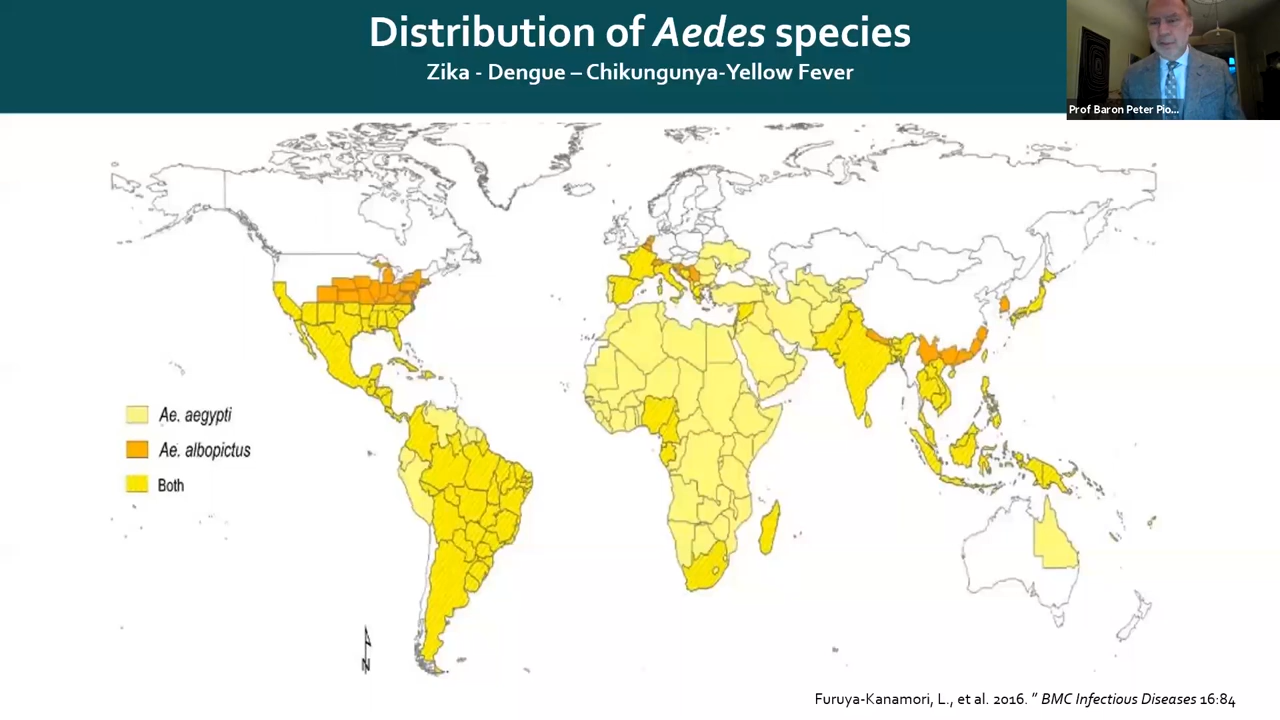 Distribution of Aedes species
Zika - Dengue – Chikungunya-Yellow Fever
Prof Baron Peter Pio...
Ae. aegypti
Ae. albopictus
Both
N
Furuya-Kanamori, L., et al. 2016. ” BMC Infectious Diseases 16:84